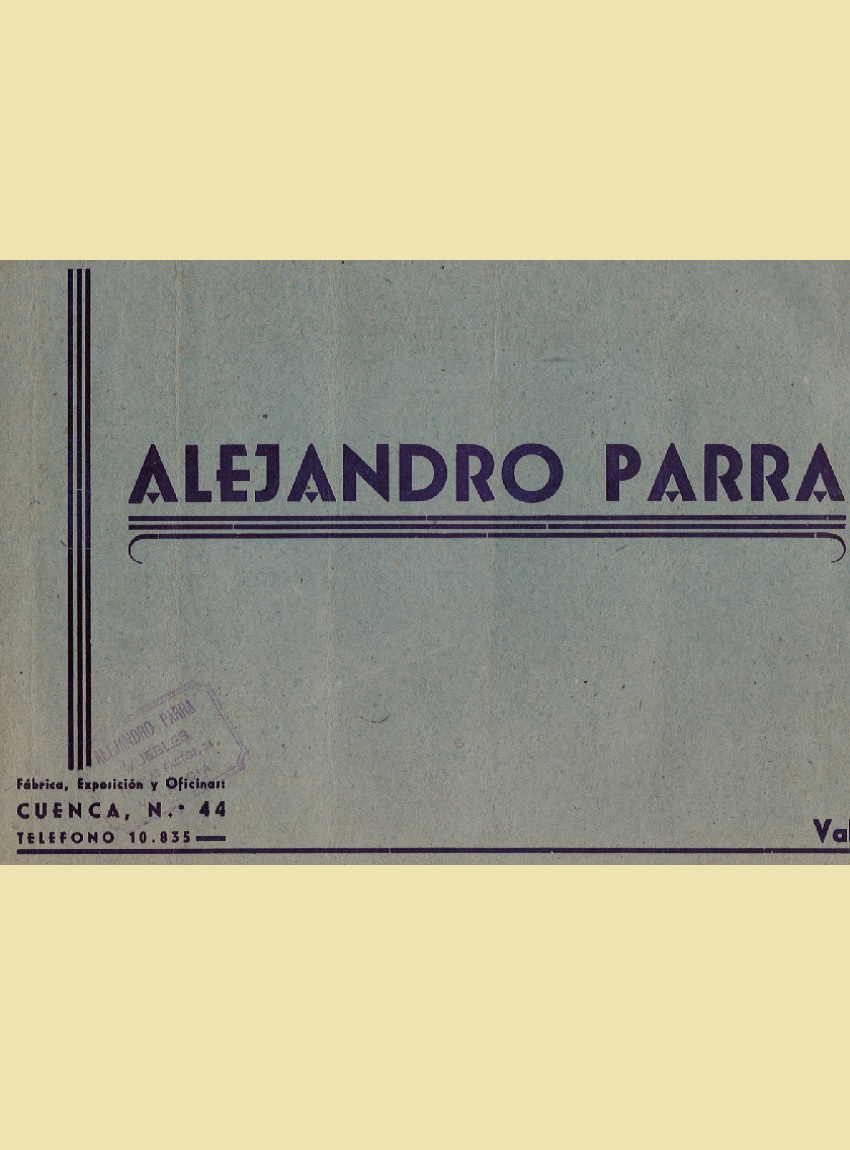 ALEJANDRO PARRA
ALEJANDRO PARRA
MUEBLES
Fábrica, Exposición y Oficinas:
CUENCA, N.º 44
TELEFONO 10.835
Val